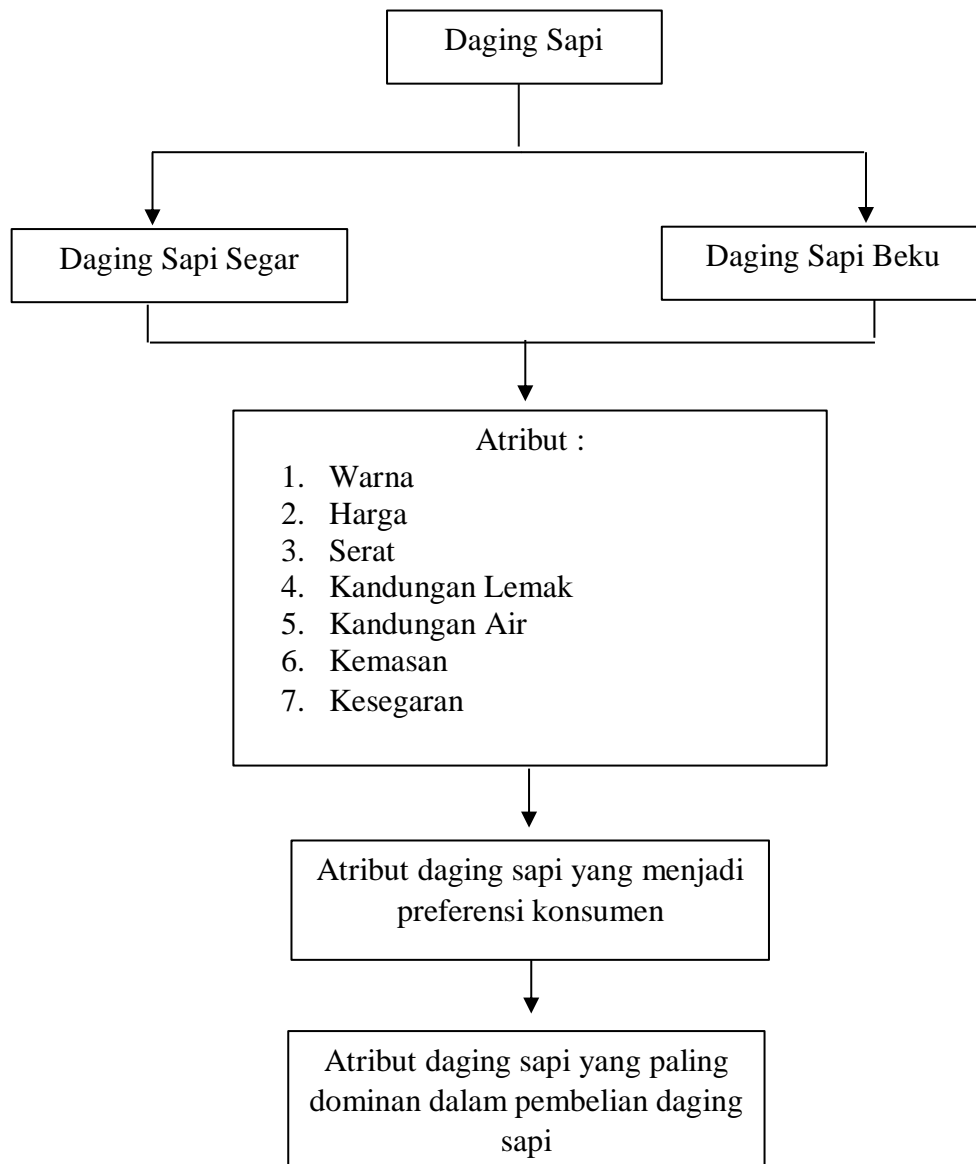 Daging Sapi
Daging Sapi Segar
Daging Sapi Beku
Atribut :
1. Warna
2. Harga
3. Serat
4. Kandungan Lemak
5. Kandungan Air
6. Kemasan
7. Kesegaran
Atribut daging sapi yang menjadi
preferensi konsumen
Atribut daging sapi yang paling
dominan dalam pembelian daging
sapi